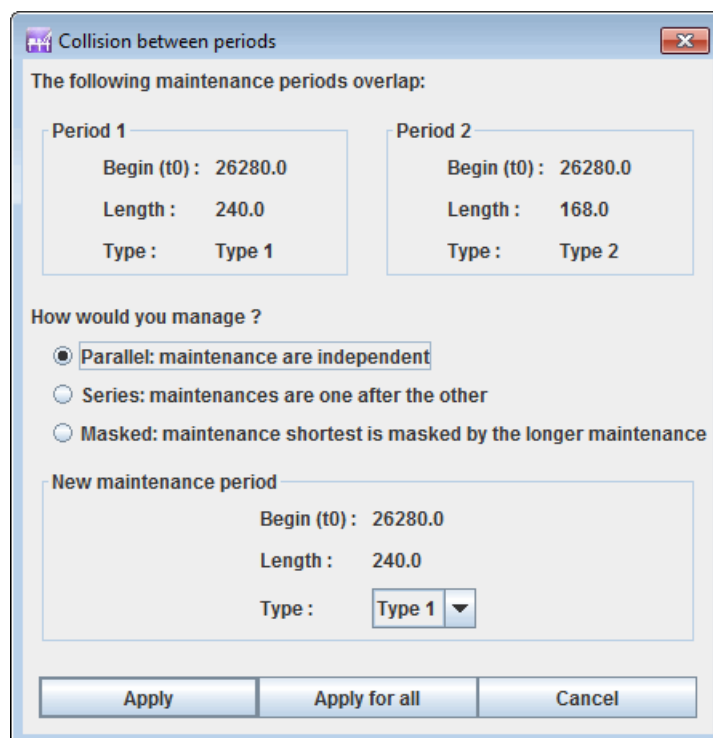 Collision between periods
The following maintenance periods overlap:
Period 1
Begin (t0) : 26280.0
Length : 240.0
Type : Type 1
Period 2
Begin (t0) : 26280.0
Length : 168.0
Type : Type 2
How would you manage ?
Parallel: maintenance are independent
Series: maintenances are one after the other
Masked: maintenance shortest is masked by the longer maintenance
New maintenance period
Begin (t0) : 26280.0
Length : 240.0
Type : Type 1
Apply
Apply for all
Cancel